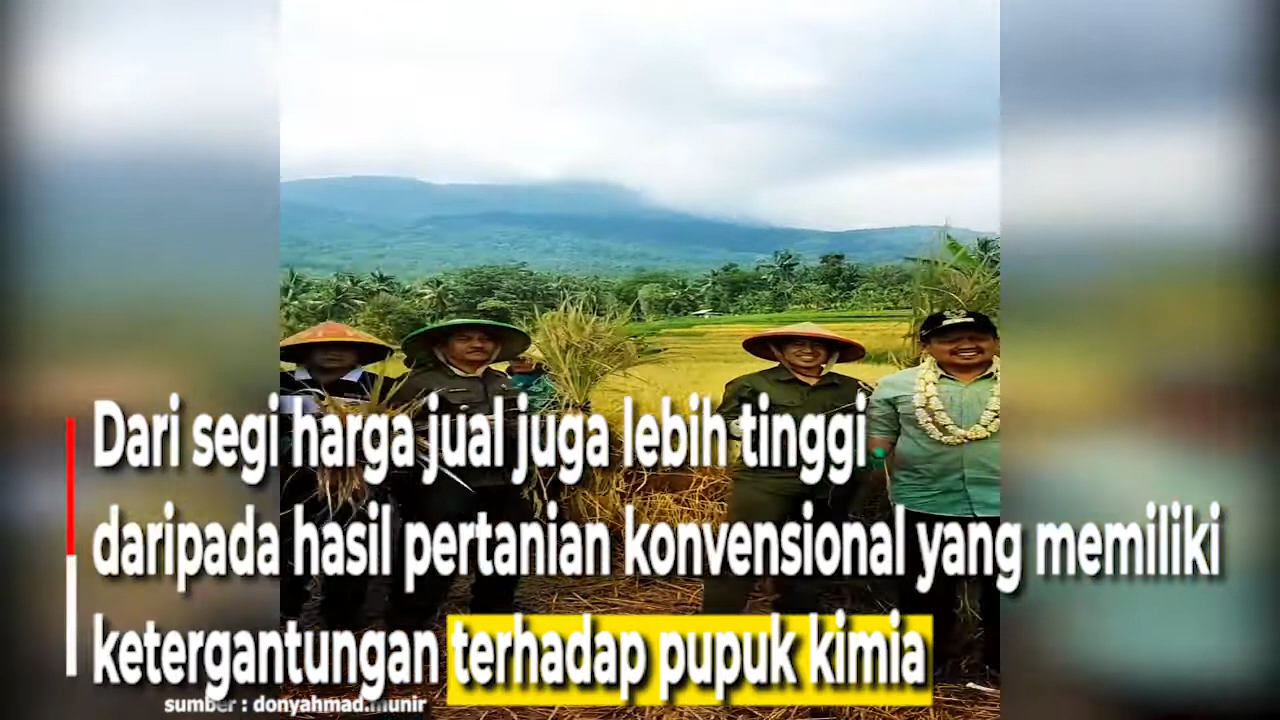 Dari segi harga jual juga lebih tinggi
daripada hasil pertanian konvensional yang memiliki
ketergantungan terhadap pupuk kimia
sumber : donyahmad.munir